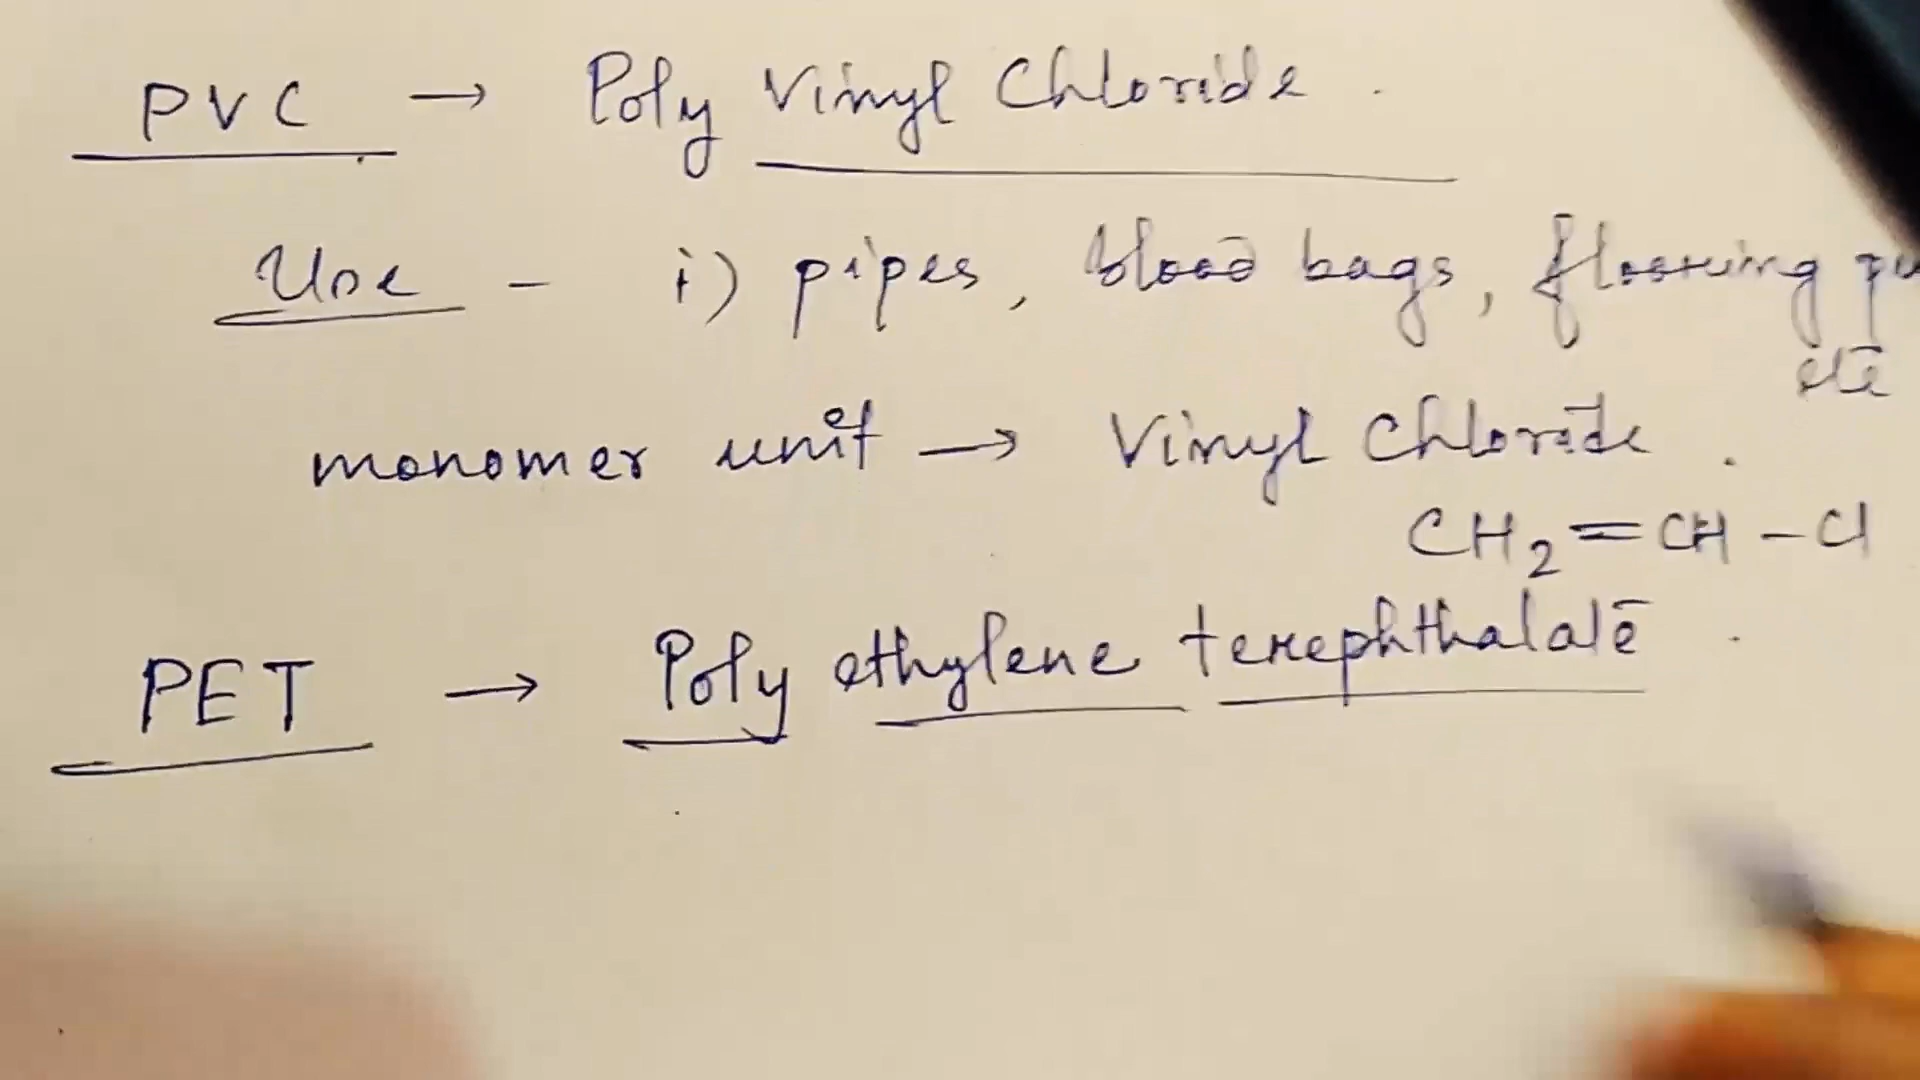 PVC → Poly Vinyl Chloride .
Use - i) pipes, blood bags, flooring
etc
monomer unit → Vinyl Chloride .
CH₂=CH-Cl
PET → Poly ethylene terephthalate .